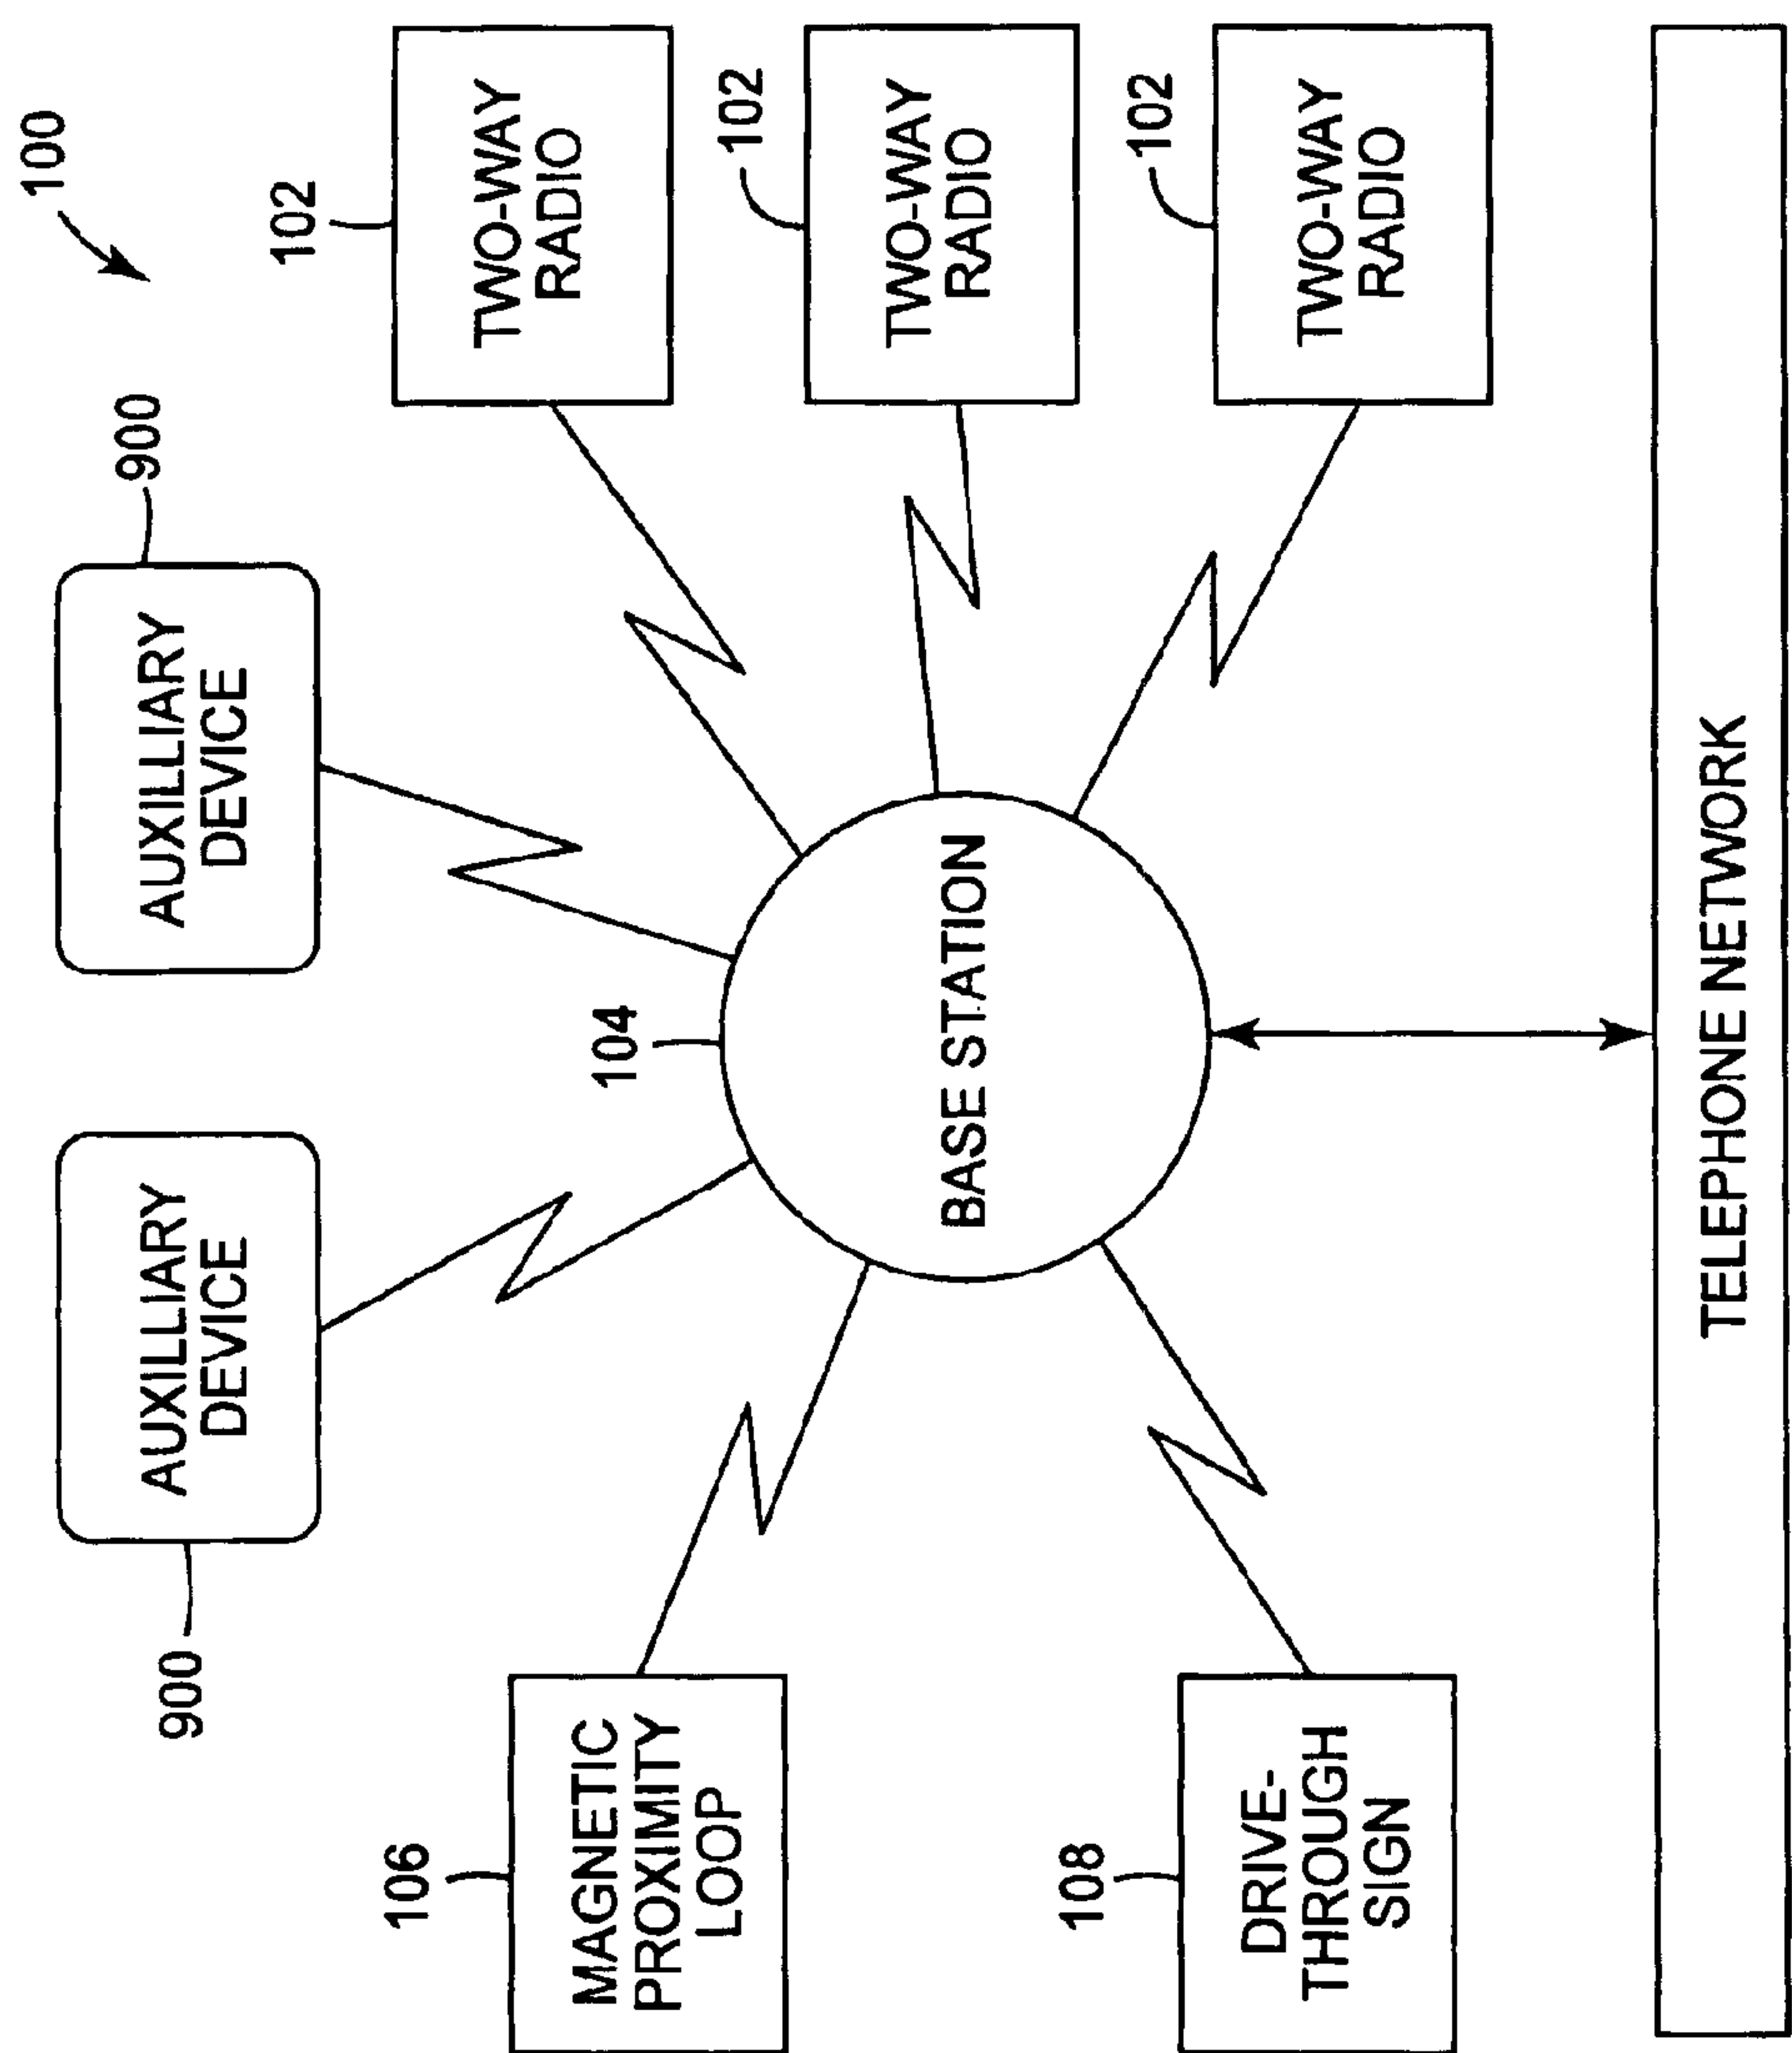 100
900
AUXILLIARY
DEVICE
900
AUXILLIARY
DEVICE
102
TWO-WAY
RADIO
102
TWO-WAY
RADIO
102
TWO-WAY
RADIO
104
BASE STATION
106
MAGNETIC
PROXIMITY
LOOP
108
DRIVE-
THROUGH
SIGN
TELEPHONE NETWORK